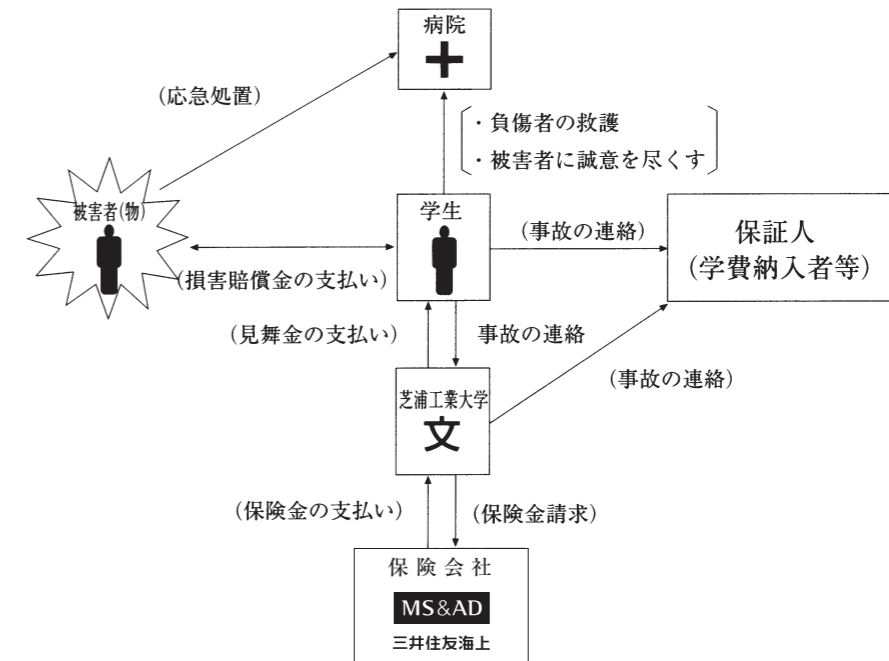 病院
(応急処置)
・負傷者の救護
・被害者に誠意を尽くす
被害者(物)
学生
(事故の連絡)
保証人
(学費納入者等)
(損害賠償金の支払い)
(見舞金の支払い)
事故の連絡
(事故の連絡)
芝浦工業大学
文
(保険金の支払い)
(保険金請求)
保険会社
MS&AD
三井住友海上